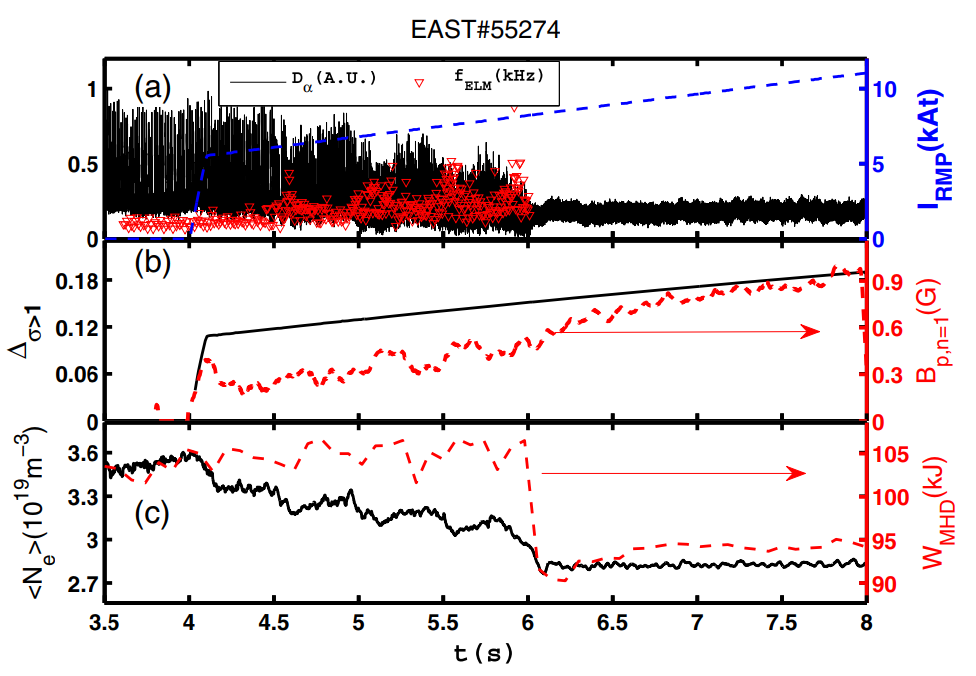 EAST#55274
(a)
D_α(A.U.) f_ELM(kHz)
1
0.5
0
10
5
0
I_RMP(kAt)
(b)
0.18
0.12
0.06
0
Δ_σ>1
0.9
0.6
0.3
0
B_p,n=1(G)
(c)
3.6
3.3
3
2.7
<N_e>(10^19m^−3)
105
100
95
90
W_MHD(kJ)
3.5 4 4.5 5 5.5 6 6.5 7 7.5 8
t(s)